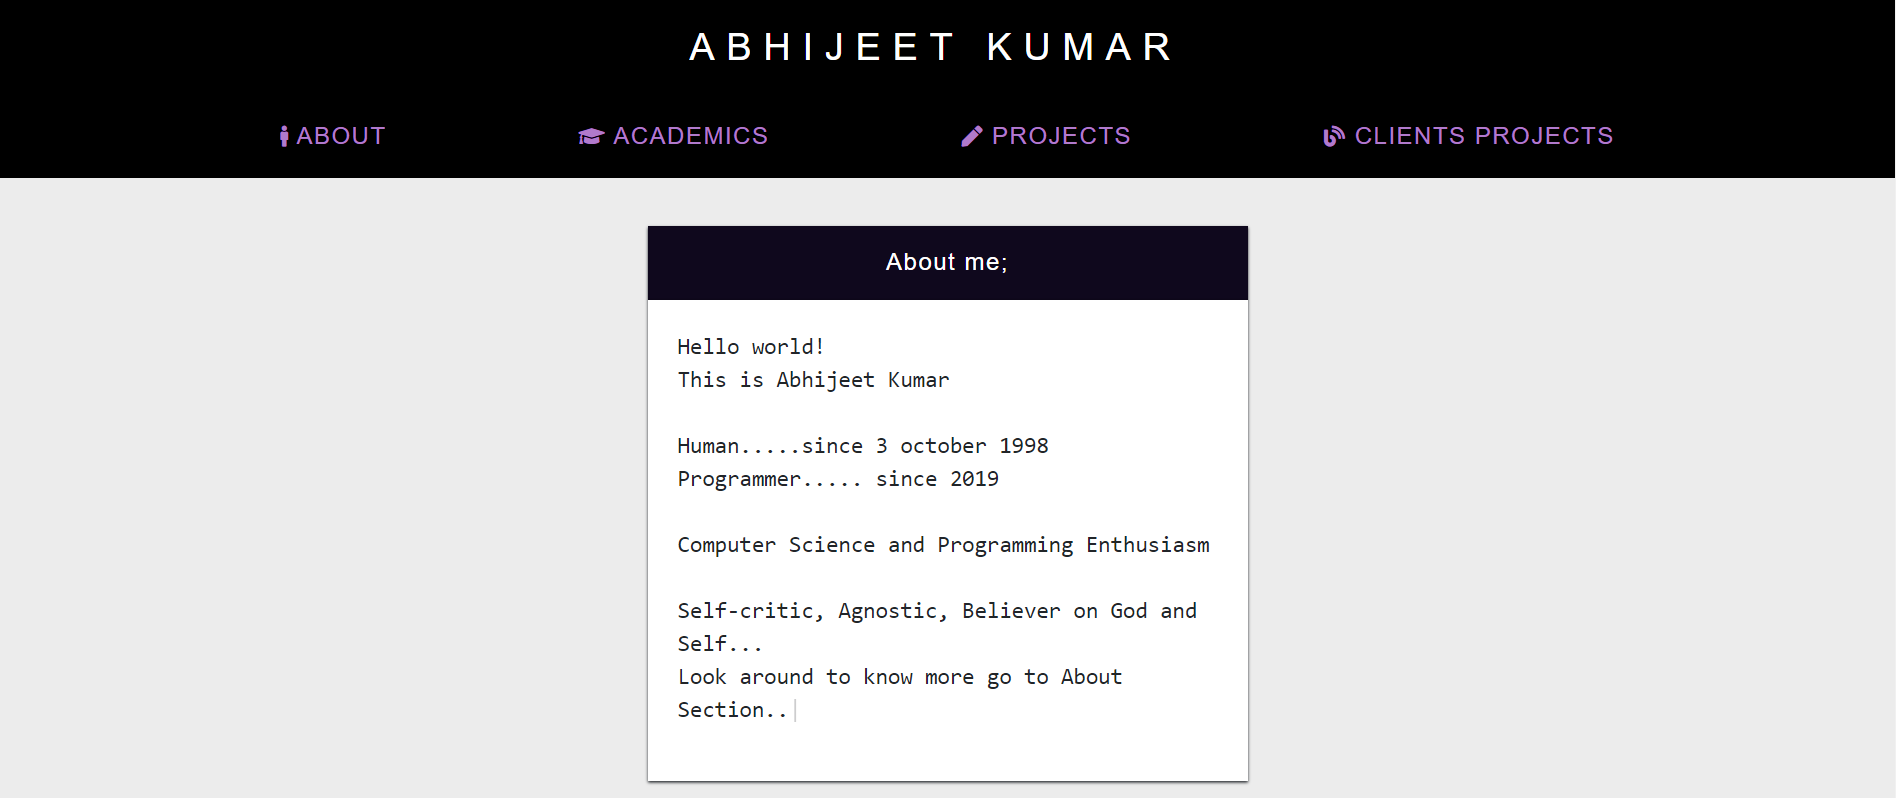 ABHIJEET KUMAR
ABOUT
ACADEMICS
PROJECTS
CLIENTS PROJECTS
About me;
Hello world!
This is Abhijeet Kumar
Human.....since 3 october 1998
Programmer..... since 2019
Computer Science and Programming Enthusiasm
Self-critic, Agnostic, Believer on God and
Self...
Look around to know more go to About
Section..